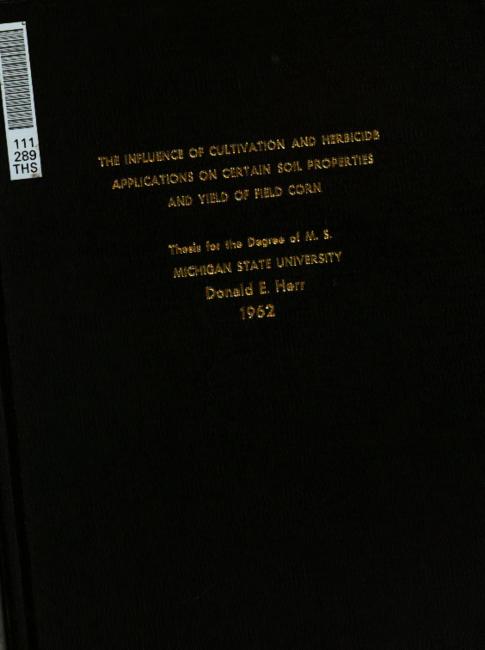 111
289
THS
THE INFLUENCE OF CULTIVATION AND HERBICIDE
APPLICATIONS ON CERTAIN SOIL PROPERTIES
AND YIELD OF FIELD CORN
Thesis for the Degree of M. S.
MICHIGAN STATE UNIVERSITY
Donald E. Herr
1962